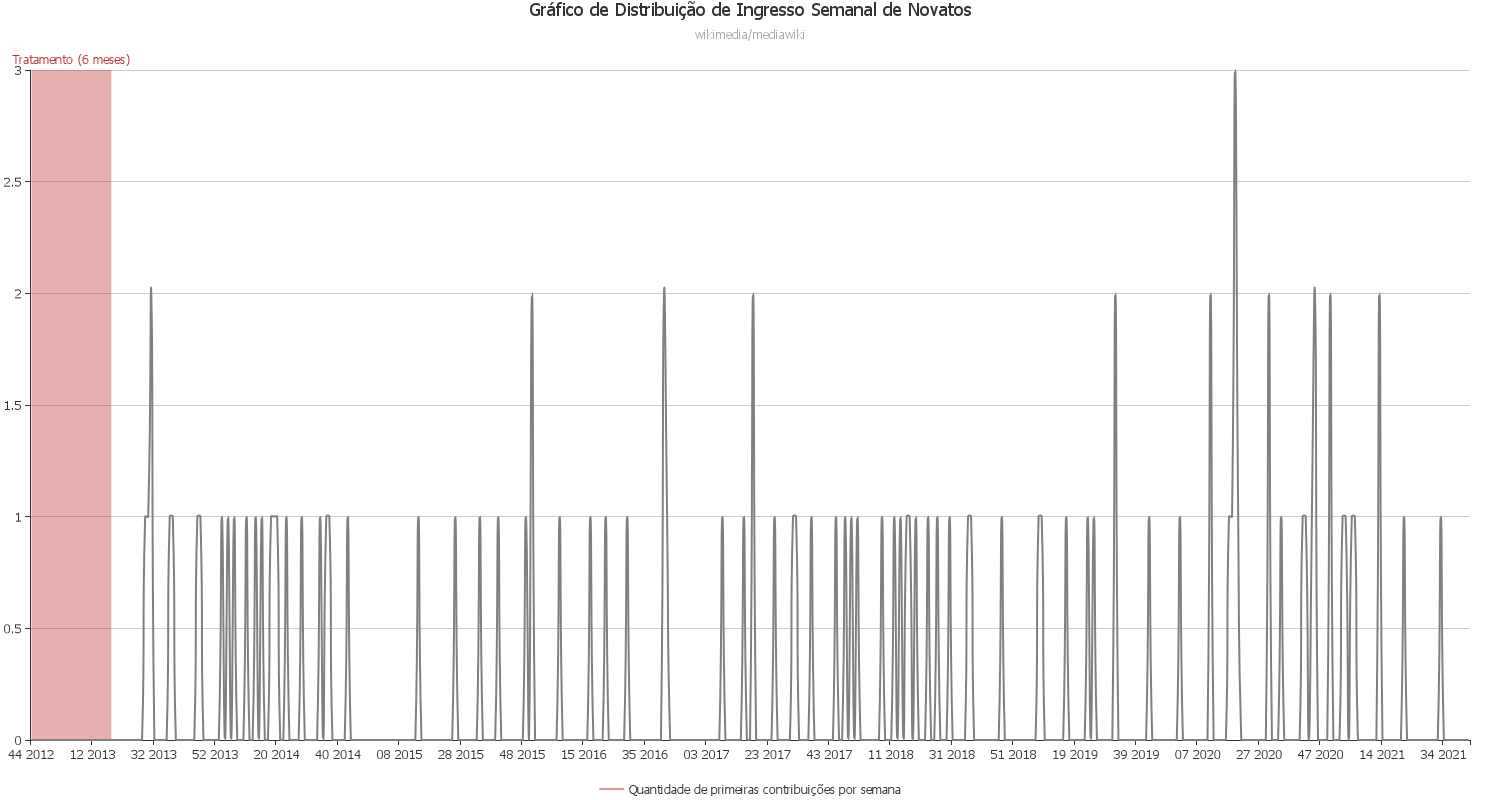 Gráfico de Distribuição de Ingresso Semanal de Novatos
wikimedia/mediawiki
Tratamento (6 meses)
3
2.5
2
1.5
1
0.5
0
44 2012 12 2013 32 2013 52 2013 20 2014 40 2014 08 2015 28 2015 48 2015 15 2016 35 2016 03 2017 23 2017 43 2017 11 2018 31 2018 51 2018 19 2019 39 2019 07 2020 27 2020 47 2020 14 2021 34 2021
Quantidade de primeiras contribuições por semana